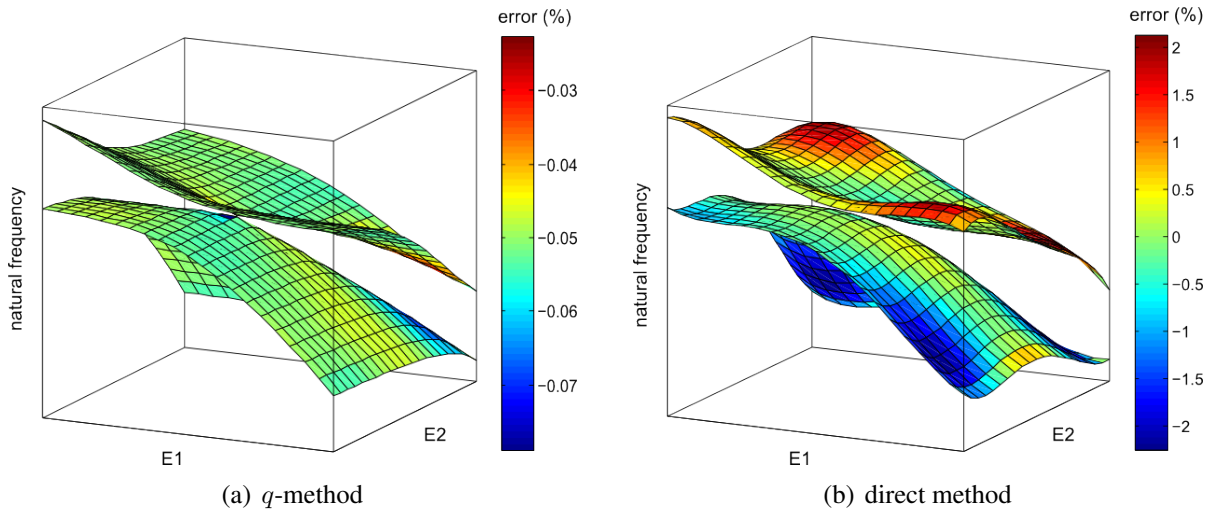 error (%)
−0.03
−0.04
−0.05
−0.06
−0.07
natural frequency
E1
E2
(a) q-method
error (%)
2
1.5
1
0.5
0
−0.5
−1
−1.5
−2
natural frequency
E1
E2
(b) direct method